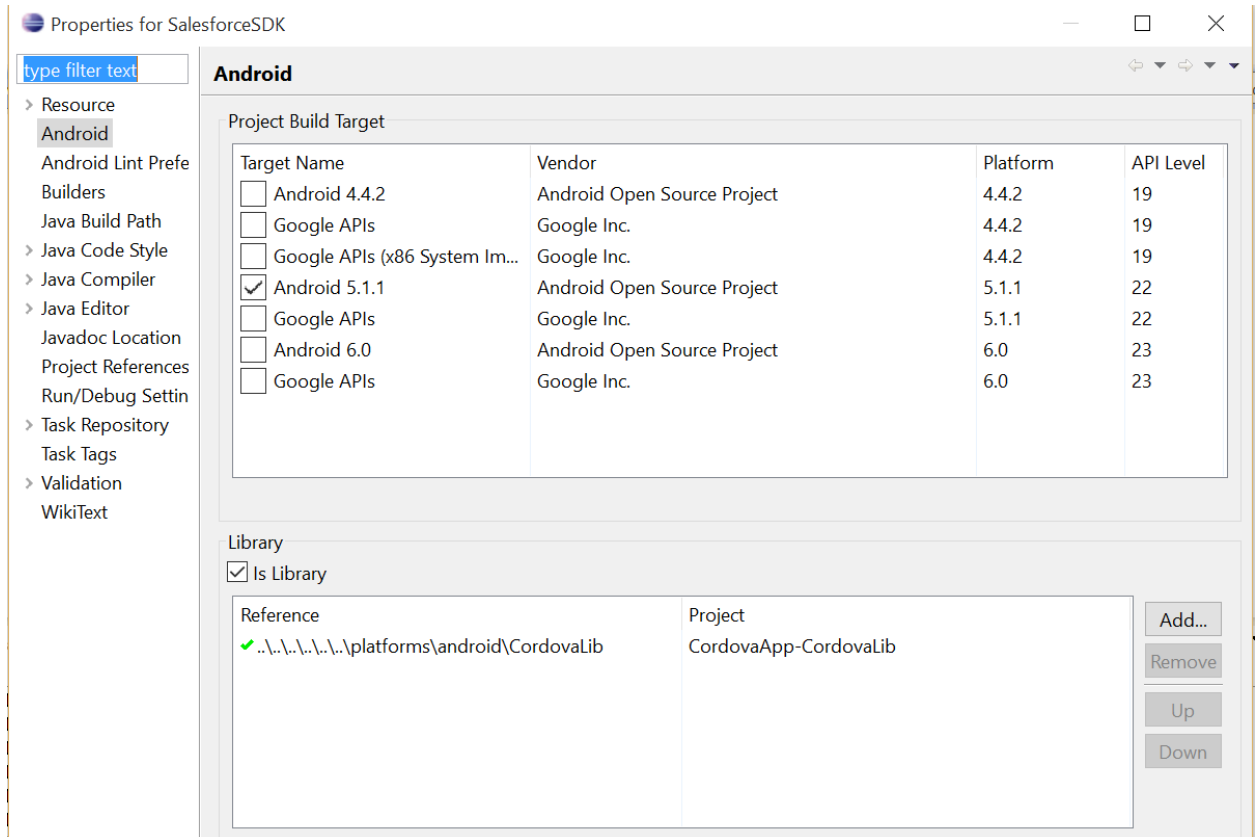 Properties for SalesforceSDK
type filter text
Resource
Android
Android Lint Prefe
Builders
Java Build Path
Java Code Style
Java Compiler
Java Editor
Javadoc Location
Project References
Run/Debug Settin
Task Repository
Task Tags
Validation
WikiText
Android
Project Build Target
Target Name Vendor Platform API Level
Android 4.4.2 Android Open Source Project 4.4.2 19
Google APIs Google Inc. 4.4.2 19
Google APIs (x86 System Im... Google Inc. 4.4.2 19
Android 5.1.1 Android Open Source Project 5.1.1 22
Google APIs Google Inc. 5.1.1 22
Android 6.0 Android Open Source Project 6.0 23
Google APIs Google Inc. 6.0 23
Library
Is Library
Reference Project
..\..\..\..\..\..\platforms\android\CordovaLib CordovaApp-CordovaLib
Add...
Remove
Up
Down